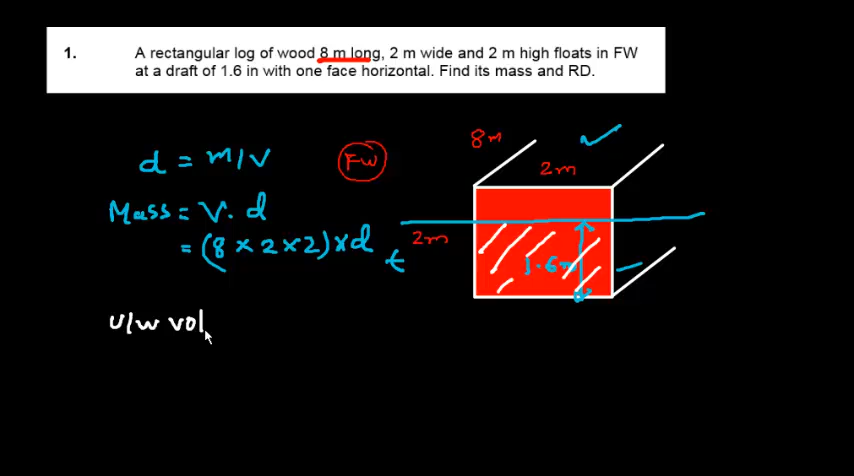 1. A rectangular log of wood 8 m long, 2 m wide and 2 m high floats in FW
at a draft of 1.6 in with one face horizontal. Find its mass and RD.
d = m/V
FW
8m
2m
Mass = V. d
= (8 × 2 × 2) × d
2m
t
1.6m
U/w vol